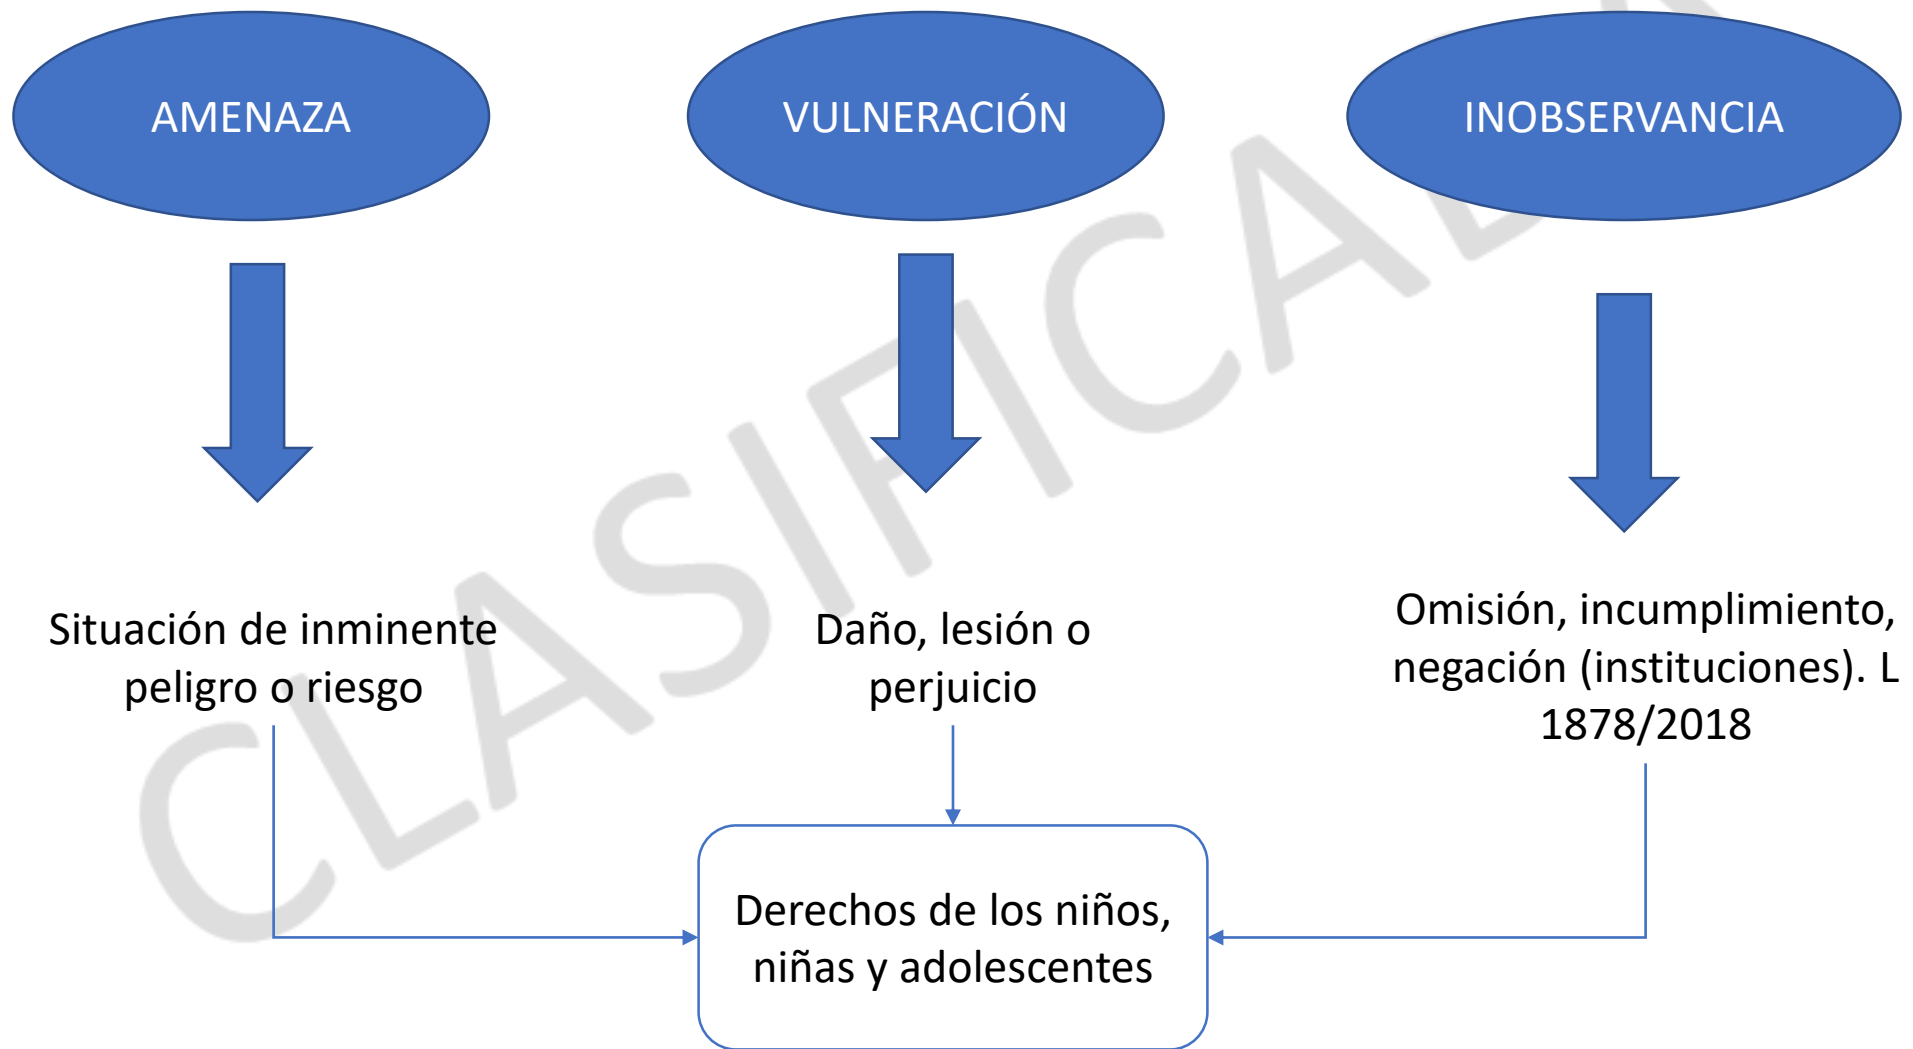 AMENAZA
VULNERACIÓN
INOBSERVANCIA
Situación de inminente
peligro o riesgo
Daño, lesión o
perjuicio
Omisión, incumplimiento,
negación (instituciones). L
1878/2018
Derechos de los niños,
niñas y adolescentes